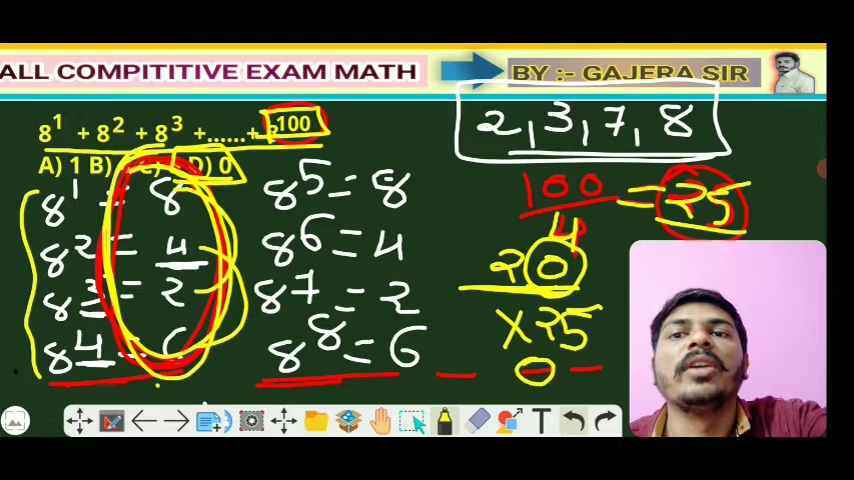 ALL COMPITITIVE EXAM MATH
BY :- GAJERA SIR
8¹ + 8² + 8³ +......+ 8¹⁰⁰
A) 1 B) C) D) 0
2, 3, 7, 8
8¹ = 8
8² = 4
8³ = 2
8⁴ = 6
8⁵ = 8
8⁶ = 4
8⁷ = 2
8⁸ = 6
100/4 = 25
20
×25
0
T